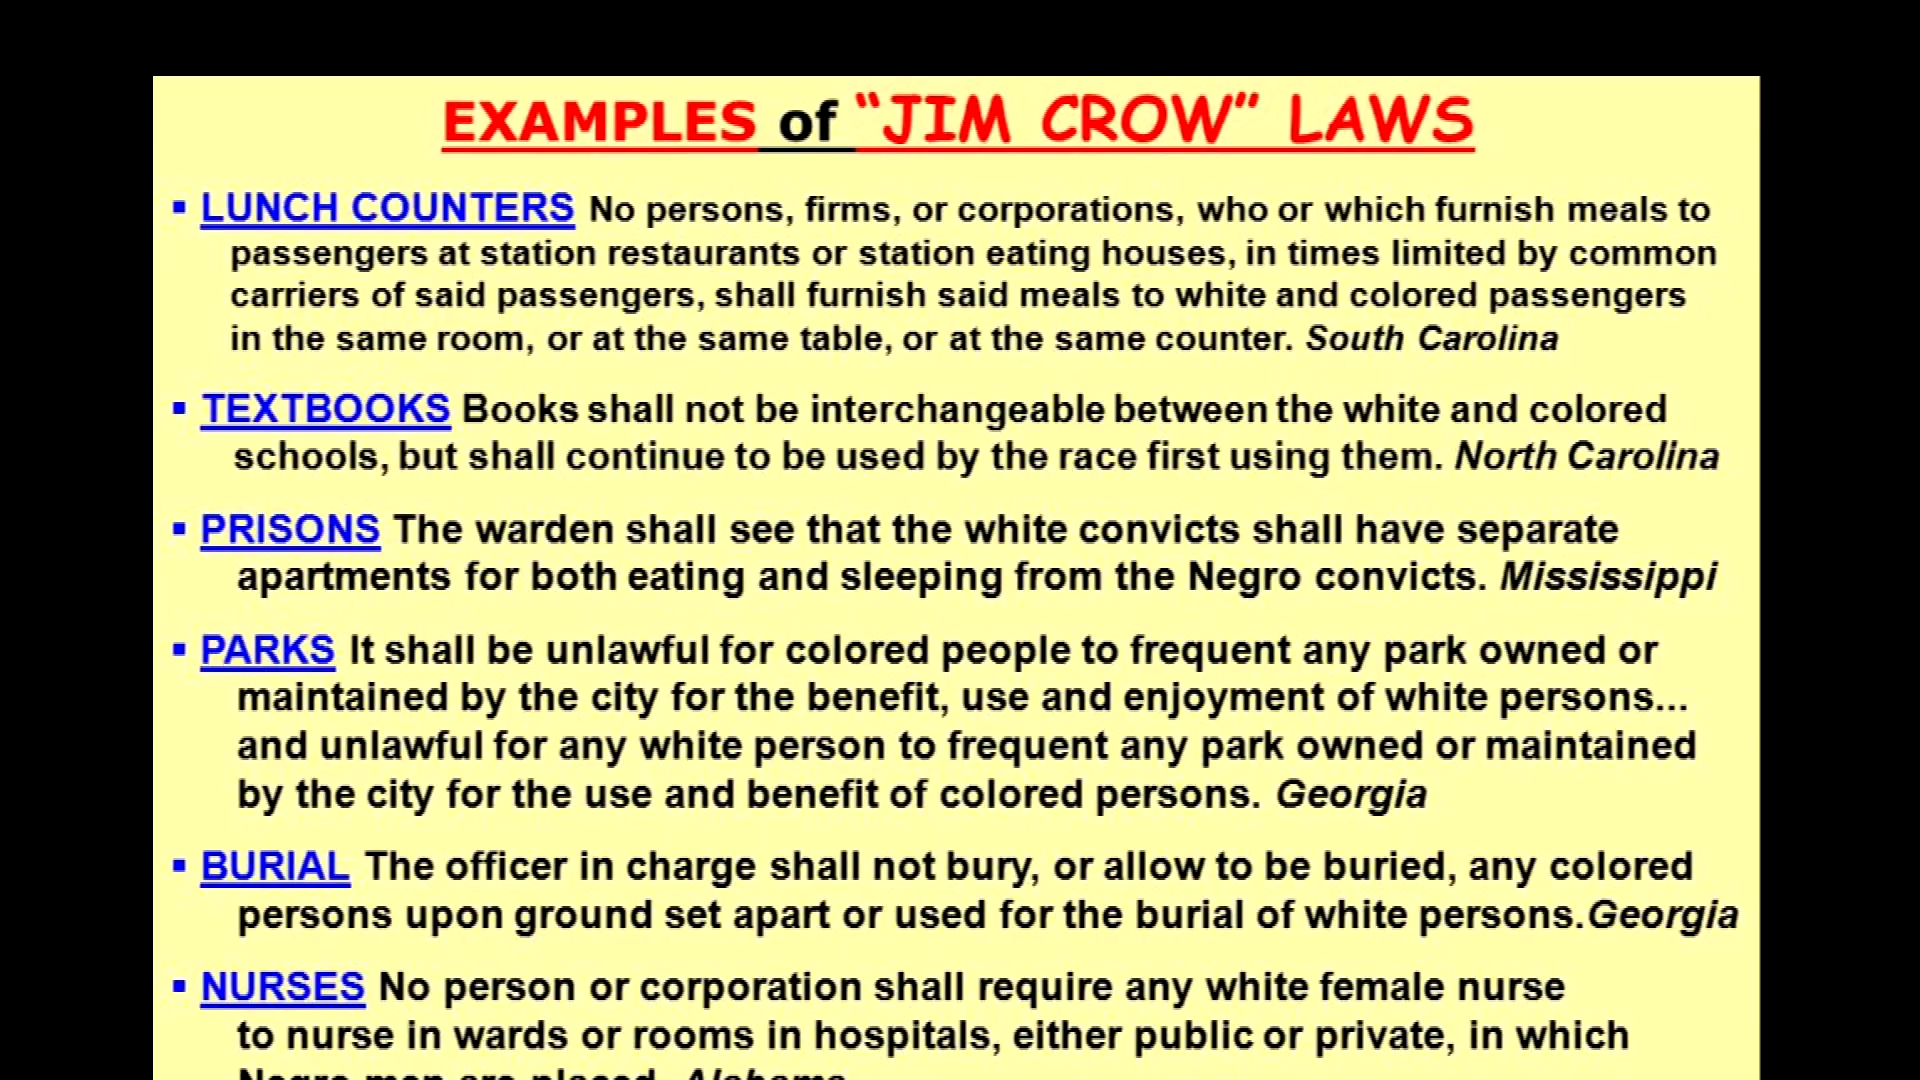 EXAMPLES of “JIM CROW” LAWS
▪ LUNCH COUNTERS No persons, firms, or corporations, who or which furnish meals to
passengers at station restaurants or station eating houses, in times limited by common
carriers of said passengers, shall furnish said meals to white and colored passengers
in the same room, or at the same table, or at the same counter. South Carolina
▪ TEXTBOOKS Books shall not be interchangeable between the white and colored
schools, but shall continue to be used by the race first using them. North Carolina
▪ PRISONS The warden shall see that the white convicts shall have separate
apartments for both eating and sleeping from the Negro convicts. Mississippi
▪ PARKS It shall be unlawful for colored people to frequent any park owned or
maintained by the city for the benefit, use and enjoyment of white persons...
and unlawful for any white person to frequent any park owned or maintained
by the city for the use and benefit of colored persons. Georgia
▪ BURIAL The officer in charge shall not bury, or allow to be buried, any colored
persons upon ground set apart or used for the burial of white persons.Georgia
▪ NURSES No person or corporation shall require any white female nurse
to nurse in wards or rooms in hospitals, either public or private, in which
Negro men are placed. Alabama